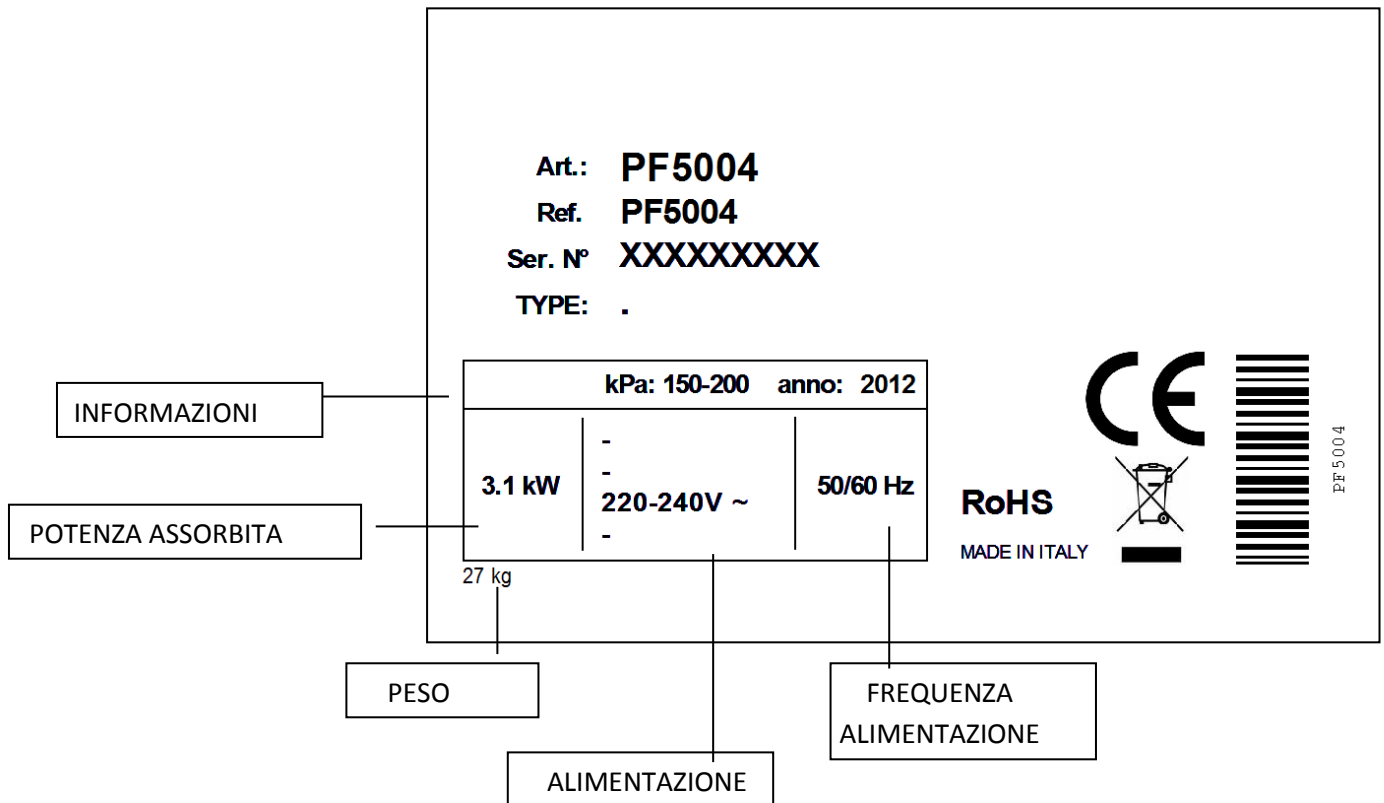 Art.: PF5004
Ref. PF5004
Ser. N° XXXXXXXXX
TYPE: .
INFORMAZIONI
kPa: 150-200 anno: 2012
-
-
3.1 kW 220-240V ~ 50/60 Hz
-
POTENZA ASSORBITA
27 kg
CE
RoHS
MADE IN ITALY
PF5004
PESO
FREQUENZA
ALIMENTAZIONE
ALIMENTAZIONE